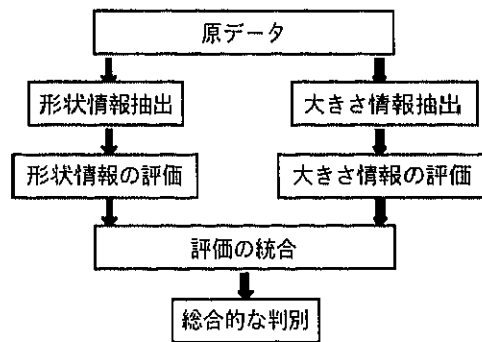 原データ
形状情報抽出
大きさ情報抽出
形状情報の評価
大きさ情報の評価
評価の統合
総合的な判別